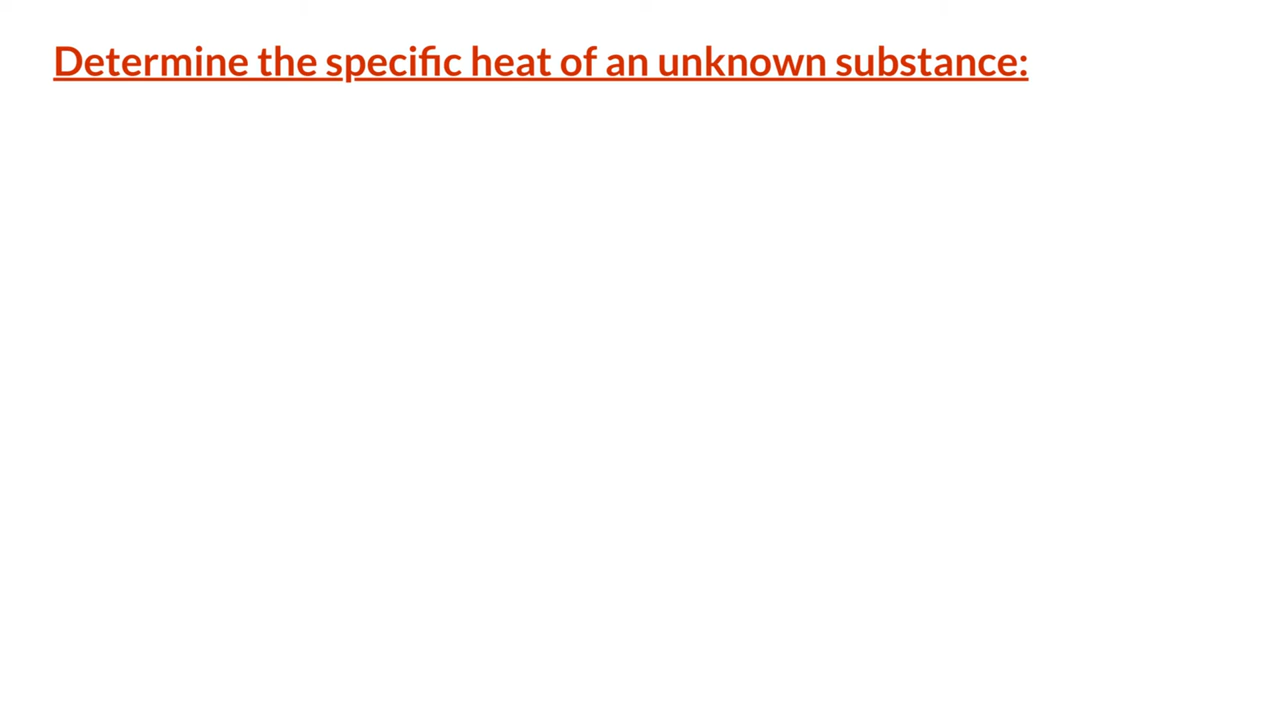 Determine the specific heat of an unknown substance: